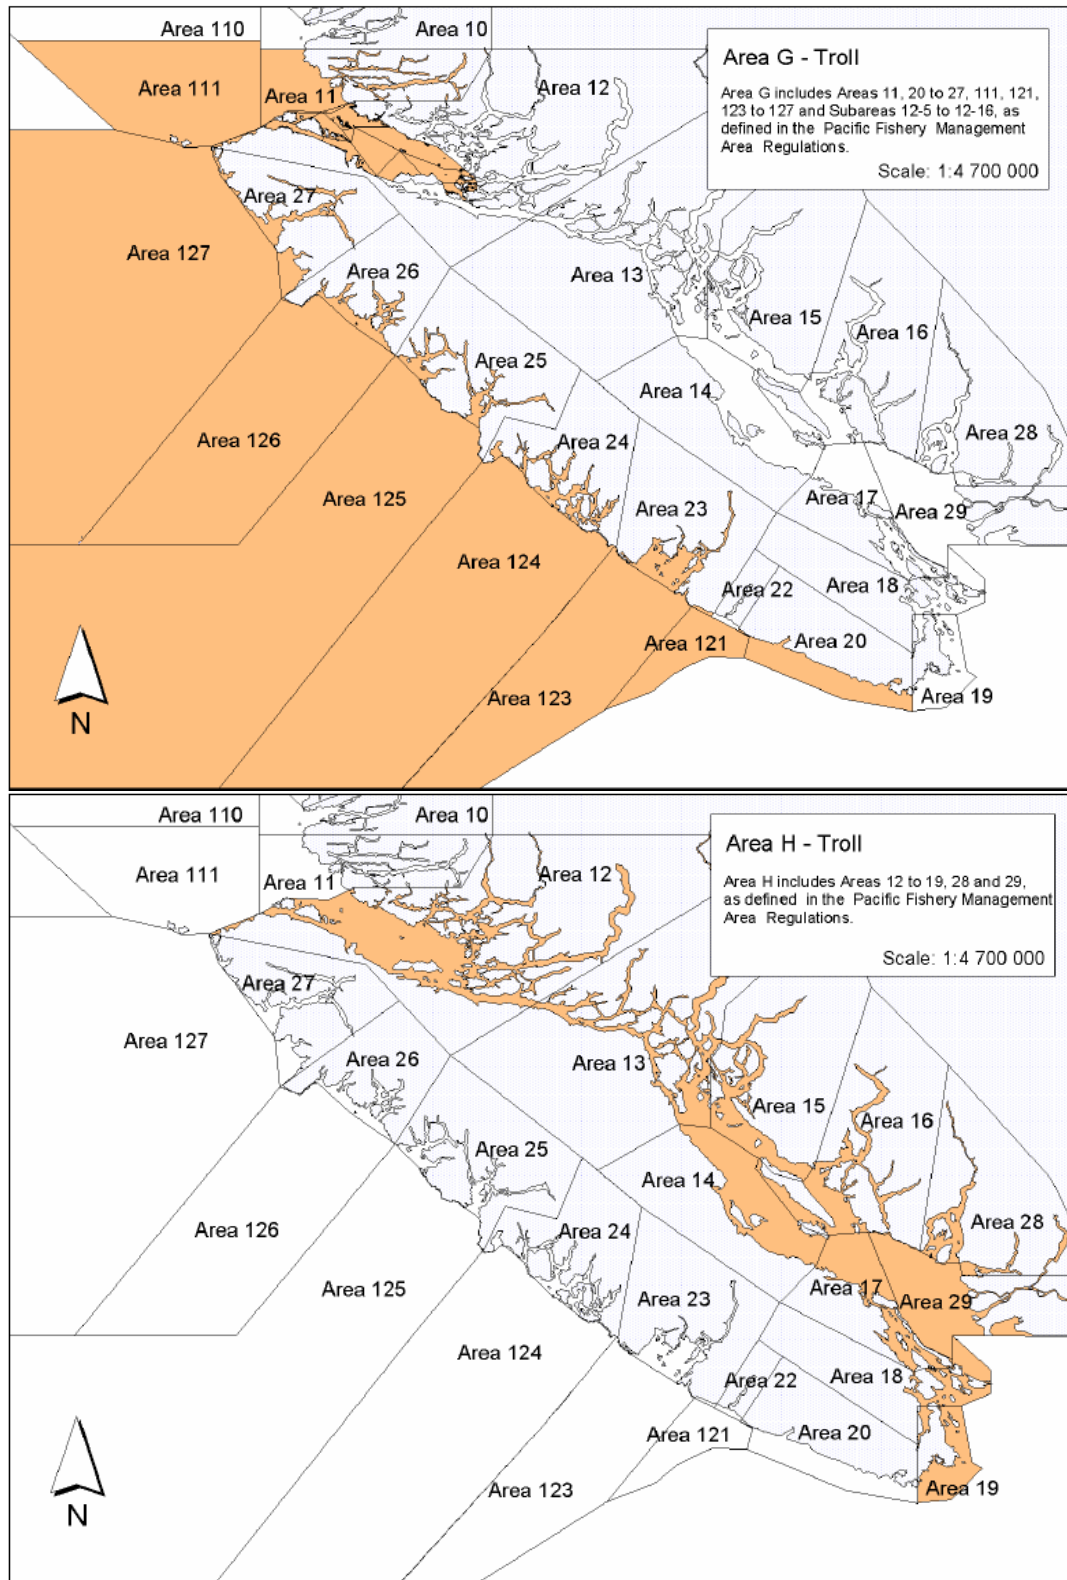 Area 110
Area 10
Area G - Troll
Area G includes Areas 11, 20 to 27, 111, 121,
123 to 127 and Subareas 12-5 to 12-16, as
defined in the Pacific Fishery Management
Area Regulations.
Scale: 1:4 700 000
Area 111
Area 11
Area 12
Area 27
Area 127
Area 26
Area 13
Area 15
Area 16
Area 25
Area 14
Area 126
Area 24
Area 28
Area 125
Area 17
Area 23
Area 29
Area 124
Area 22
Area 18
Area 121
Area 20
Area 123
Area 19
N
Area 110
Area 10
Area H - Troll
Area H includes Areas 12 to 19, 28 and 29,
as defined in the Pacific Fishery Management
Area Regulations.
Scale: 1:4 700 000
Area 111
Area 11
Area 12
Area 27
Area 127
Area 26
Area 13
Area 15
Area 16
Area 25
Area 14
Area 126
Area 24
Area 28
Area 125
Area 17
Area 23
Area 29
Area 124
Area 22
Area 18
Area 121
Area 20
Area 123
Area 19
N